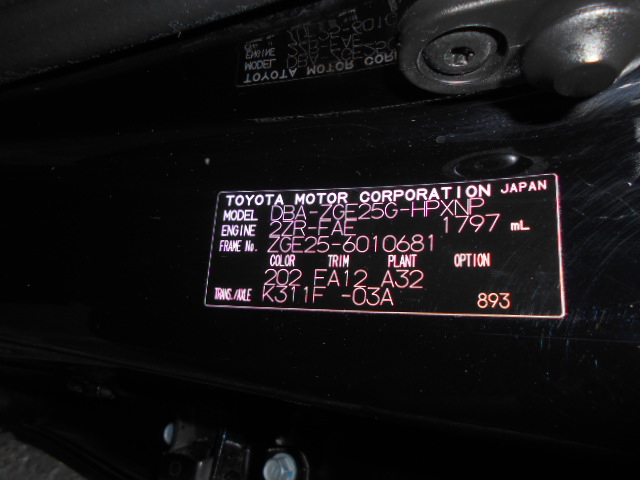 TOYOTA MOTOR CORPORATION JAPAN
MODEL DBA-ZGE25G-HPXNP
ENGINE 2ZR-FAE 1797 mL
FRAME No. ZGE25-6010681
COLOR TRIM PLANT OPTION
202 FA12 A32
TRANS./AXLE K311F -03A 893